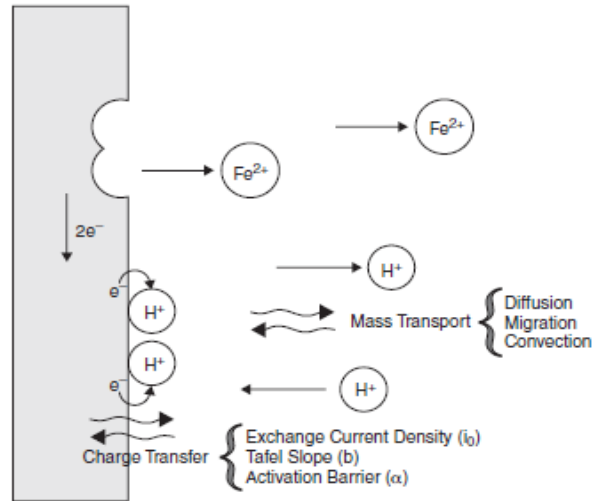 Fe²⁺
Fe²⁺
2e⁻
H⁺
e⁻
H⁺
Mass Transport
Diffusion
Migration
Convection
H⁺
e⁻
H⁺
Charge Transfer
Exchange Current Density (i₀)
Tafel Slope (b)
Activation Barrier (α)